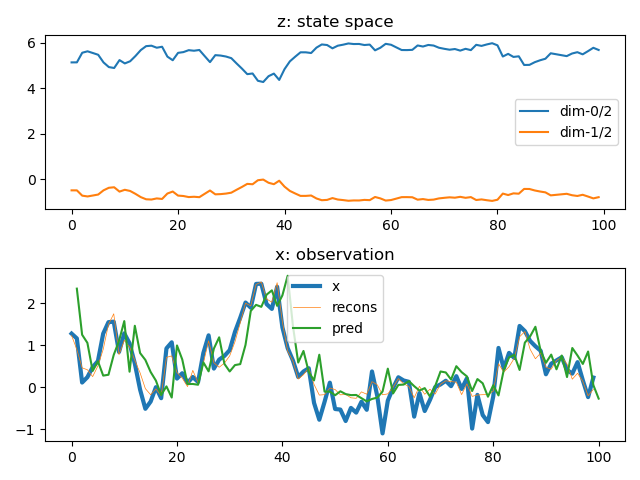 z: state space
6
4
2
0
dim-0/2
dim-1/2
0 20 40 60 80 100
x: observation
2
1
0
−1
x
recons
pred
0 20 40 60 80 100